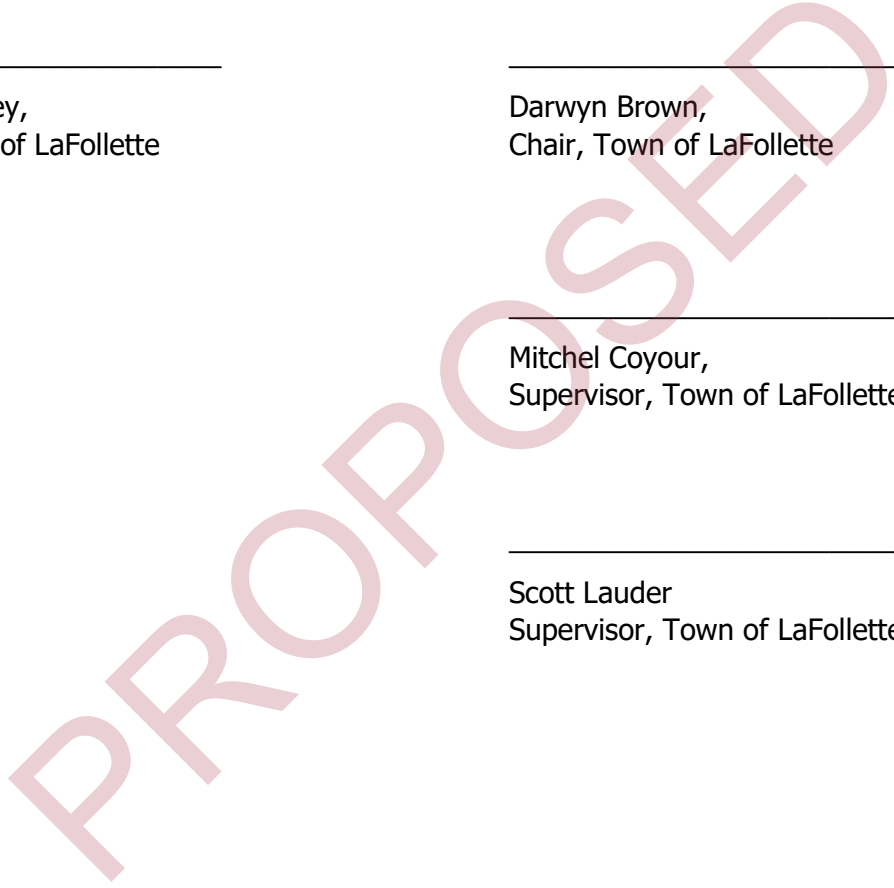 ey,
of LaFollette
Darwyn Brown,
Chair, Town of LaFollette
Mitchel Coyour,
Supervisor, Town of LaFollette
Scott Lauder
Supervisor, Town of LaFollette
PROPOSED